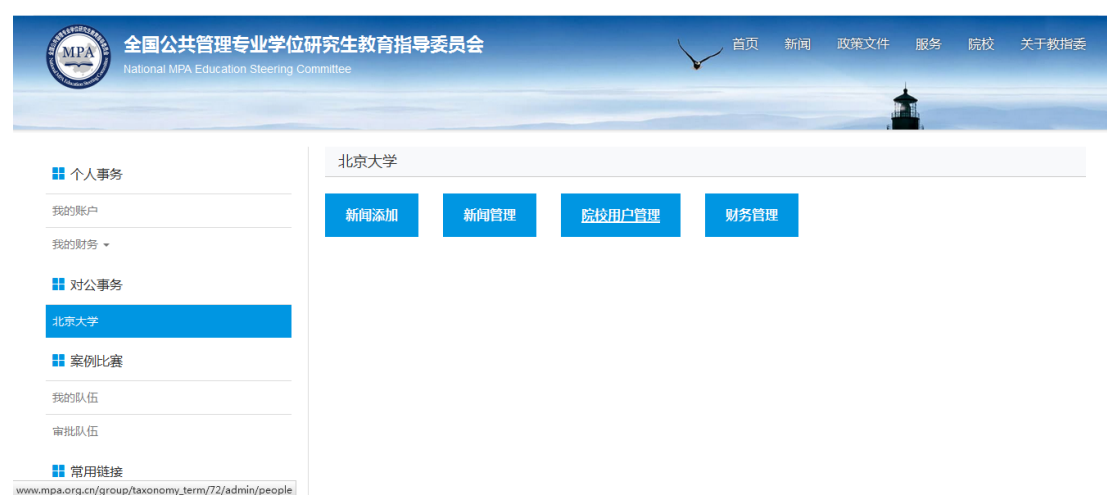 MPA
全国公共管理专业学位研究生教育指导委员会
National MPA Education Steering Committee
首页 新闻 政策文件 服务 院校 关于教指委
个人事务
我的账户
我的财务
对公事务
北京大学
案例比赛
我的队伍
审批队伍
常用链接
北京大学
新闻添加 新闻管理 院校用户管理 财务管理
www.mpa.org.cn/group/taxonomy_term/72/admin/people